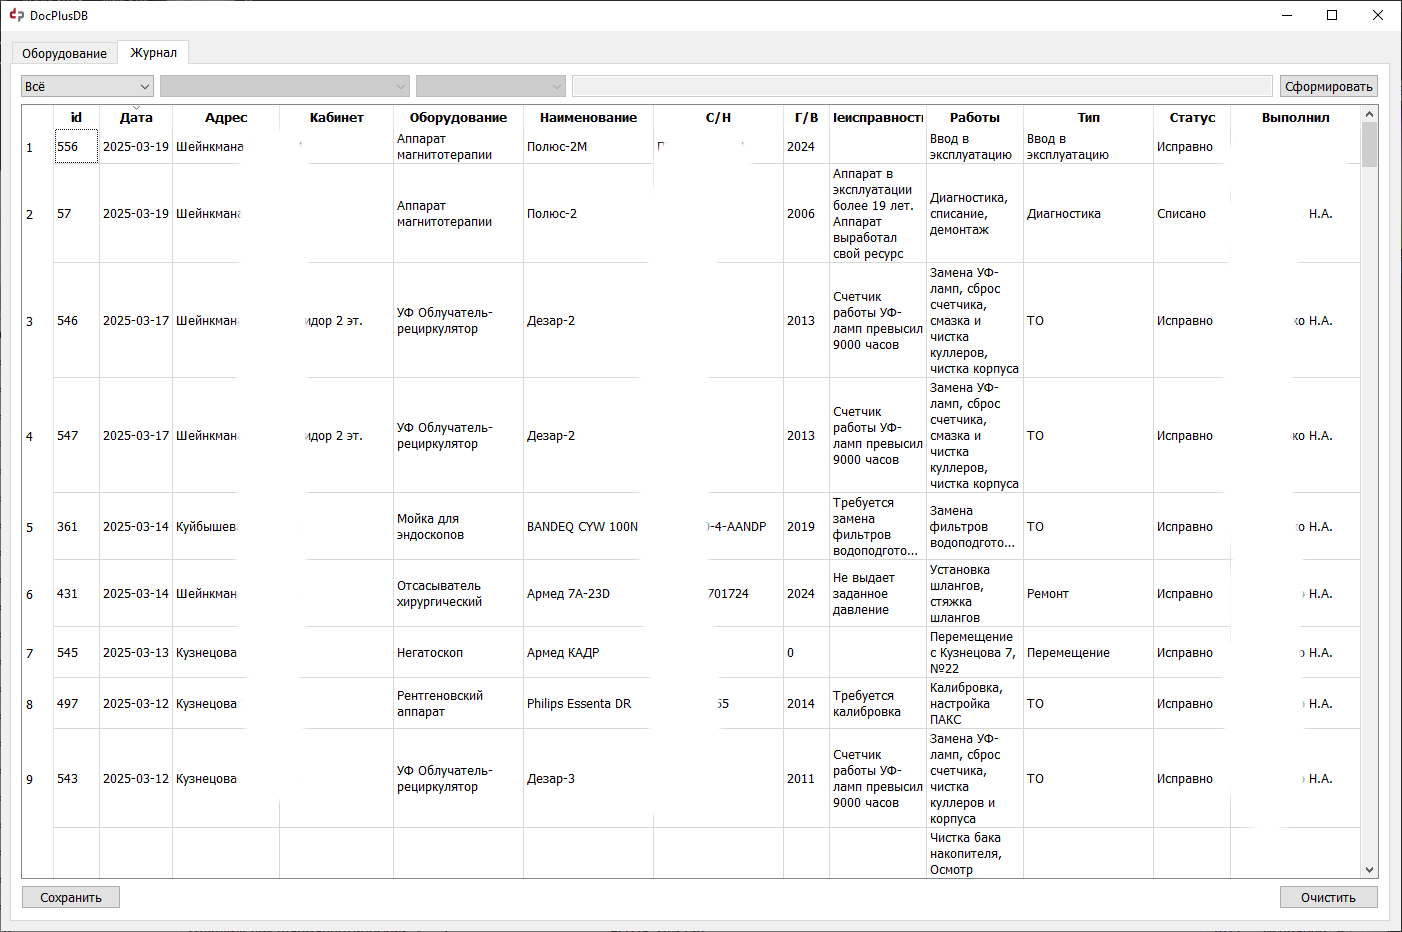 DocPlusDB
Оборудование Журнал
Всё Сформировать
id Дата Адрес Кабинет Оборудование Наименование С/Н Г/В Неисправность Работы Тип Статус Выполнил
1 556 2025-03-19 Шейнкмана Аппарат магнитотерапии Полюс-2М 2024 Ввод в эксплуатацию Ввод в эксплуатацию Исправно
2 57 2025-03-19 Шейнкмана Аппарат магнитотерапии Полюс-2 2006 Аппарат в эксплуатации более 19 лет. Аппарат выработал свой ресурс Диагностика, списание, демонтаж Диагностика Списано Н.А.
3 546 2025-03-17 Шейнкмана идор 2 эт. УФ Облучатель-рециркулятор Дезар-2 2013 Счетчик работы УФ-ламп превысил 9000 часов Замена УФ-ламп, сброс счетчика, смазка и чистка куллеров, чистка корпуса ТО Исправно ко Н.А.
4 547 2025-03-17 Шейнкмана идор 2 эт. УФ Облучатель-рециркулятор Дезар-2 2013 Счетчик работы УФ-ламп превысил 9000 часов Замена УФ-ламп, сброс счетчика, смазка и чистка куллеров, чистка корпуса ТО Исправно ко Н.А.
5 361 2025-03-14 Куйбышева Мойка для эндоскопов BANDEQ CYW 100N -4-AANDP 2019 Требуется замена фильтров водоподгото... Замена фильтров водоподгото... ТО Исправно о Н.А.
6 431 2025-03-14 Шейнкман Отсасыватель хирургический Армед 7А-23D 701724 2024 Не выдает заданное давление Установка шлангов, стяжка шлангов Ремонт Исправно Н.А.
7 545 2025-03-13 Кузнецова Негатоскоп Армед КАДР 0 Перемещение с Кузнецова 7, №22 Перемещение Исправно Н.А.
8 497 2025-03-12 Кузнецова Рентгеновский аппарат Philips Essenta DR 55 2014 Требуется калибровка Калибровка, настройка ПАКС ТО Исправно Н.А.
9 543 2025-03-12 Кузнецова УФ Облучатель-рециркулятор Дезар-3 2011 Счетчик работы УФ-ламп превысил 9000 часов Замена УФ-ламп, сброс счетчика, чистка куллеров и корпуса ТО Исправно Н.А.
Чистка бака накопителя, Осмотр
Сохранить Очистить